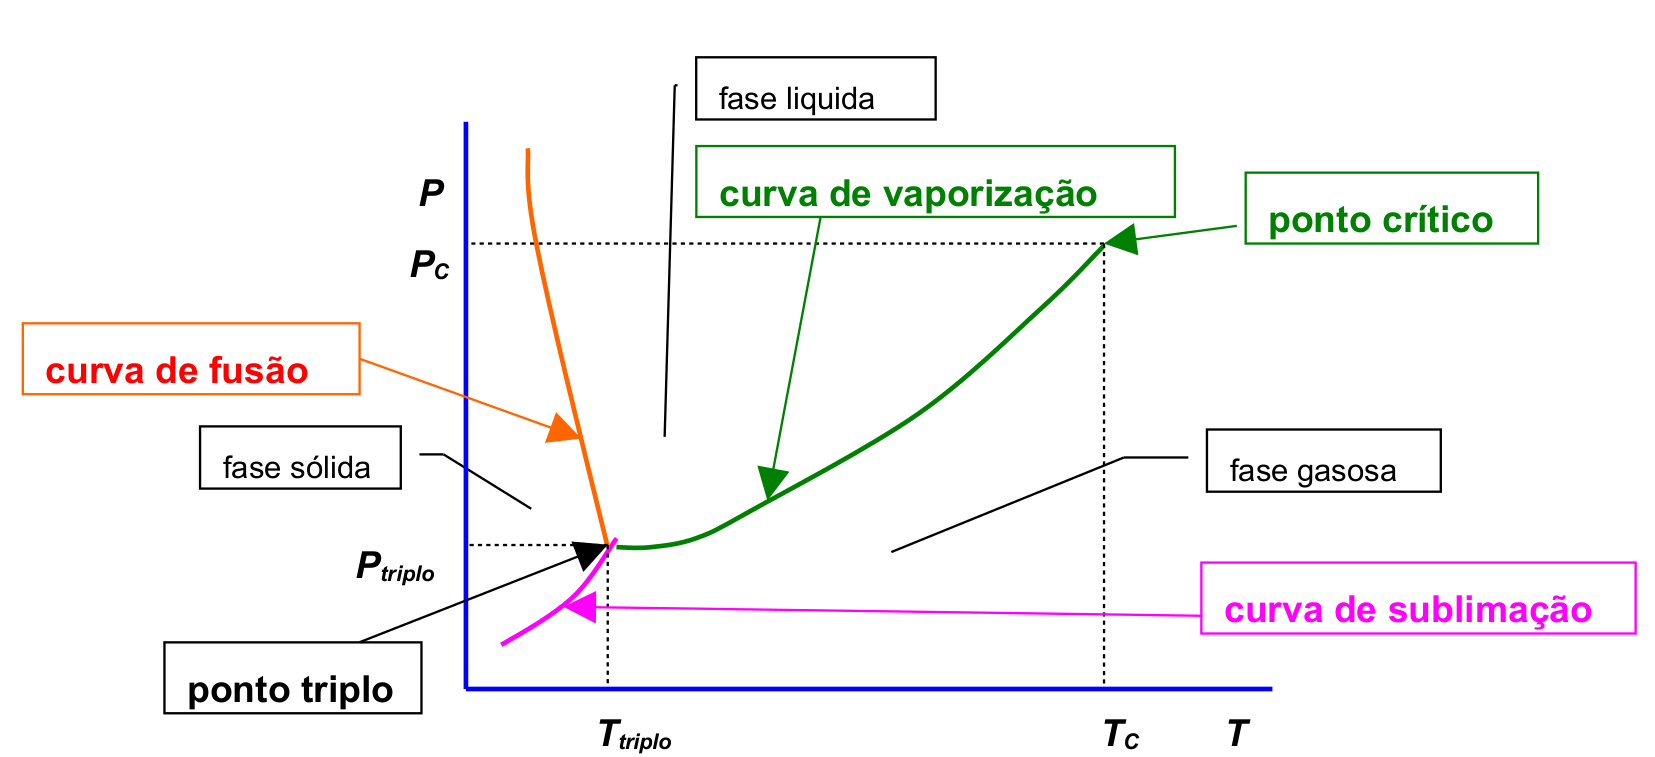 fase liquida
curva de vaporização
P
ponto crítico
PC
curva de fusão
fase sólida
fase gasosa
Ptriplo
curva de sublimação
ponto triplo
Ttriplo
TC
T